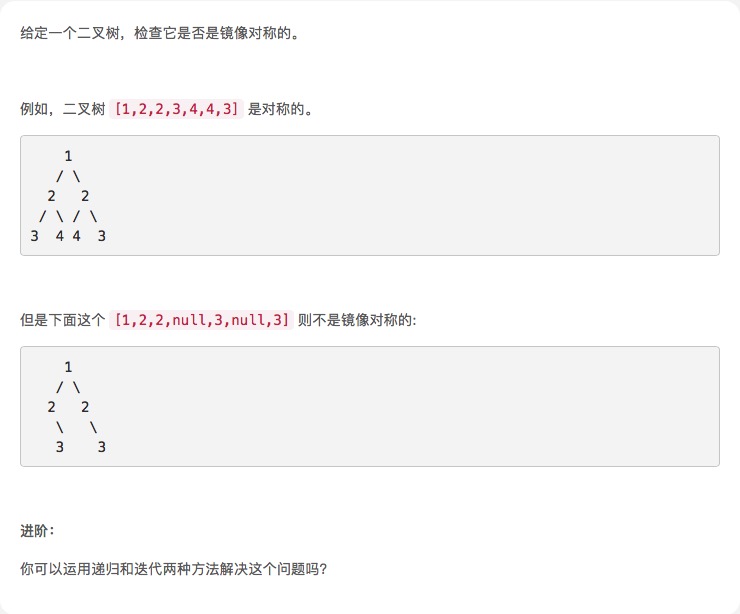 给定一个二叉树，检查它是否是镜像对称的。
例如，二叉树 [1,2,2,3,4,4,3] 是对称的。
    1
   / \
  2   2
 / \ / \
3  4 4  3
但是下面这个 [1,2,2,null,3,null,3] 则不是镜像对称的:
    1
   / \
  2   2
   \   \
   3    3
进阶：
你可以运用递归和迭代两种方法解决这个问题吗?